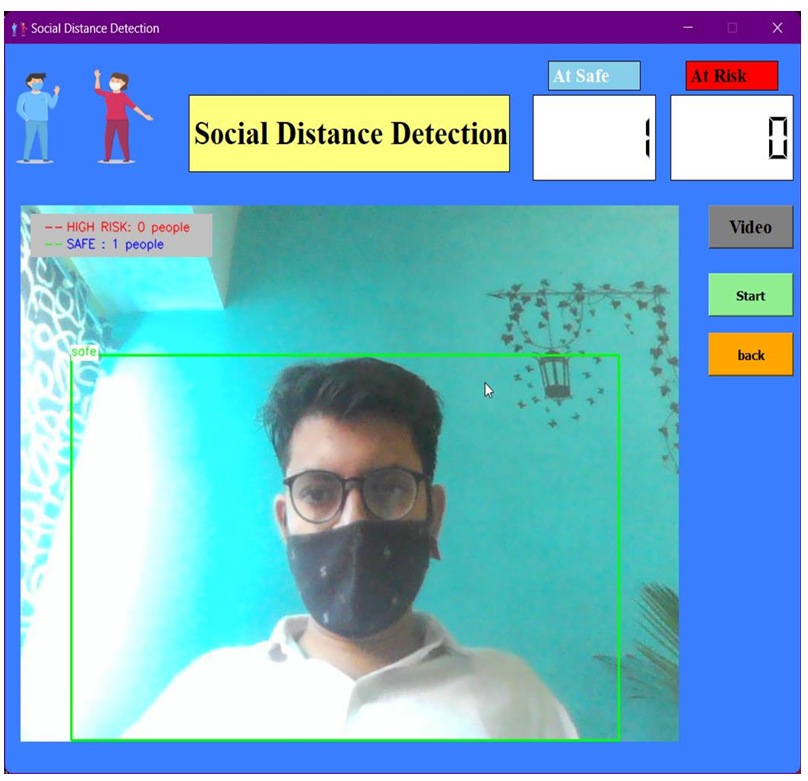 Social Distance Detection
At Safe
At Risk
Social Distance Detection
1
0
-- HIGH RISK: 0 people
-- SAFE : 1 people
Video
Start
back
safe